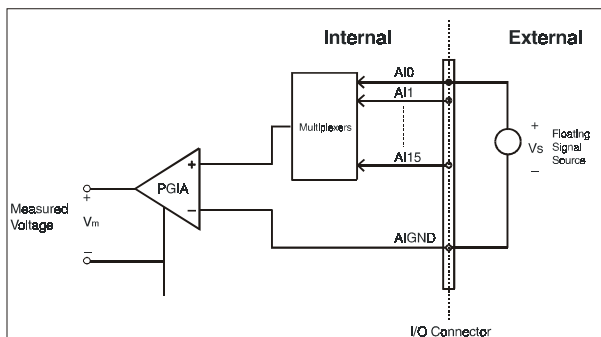 Internal
External
AI0
AI1
Multiplexers
AI15
+
Vs
−
Floating
Signal
Source
+
PGIA
−
Measured
Voltage
+
Vm
−
AIGND
I/O Connector